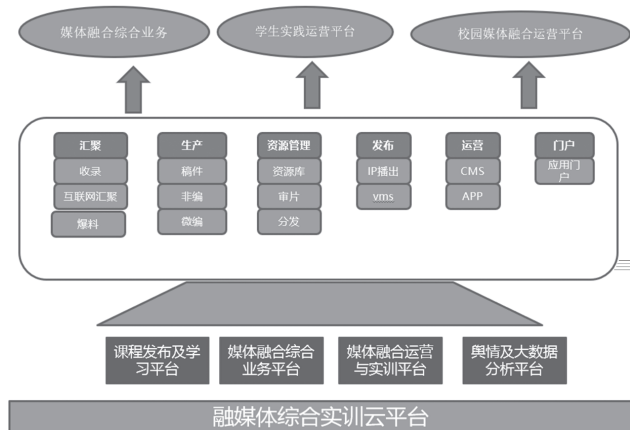 媒体融合综合业务
学生实践运营平台
校园媒体融合运营平台
汇聚
收录
互联网汇聚
爆料
生产
稿件
非编
微编
资源管理
资源库
审片
分发
发布
IP播出
vms
运营
CMS
APP
门户
应用门
户
课程发布及学
习平台
媒体融合综合
业务平台
媒体融合运营
与实训平台
舆情及大数据
分析平台
融媒体综合实训云平台